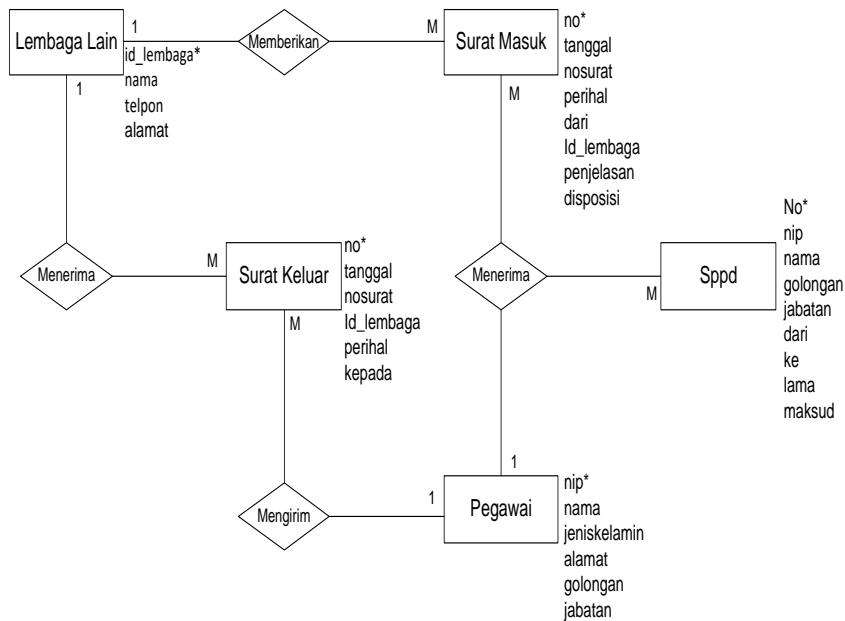 Lembaga Lain
1
id_lembaga*
nama
telpon
alamat
1
Memberikan
M
Surat Masuk
no*
tanggal
nosurat
perihal
dari
Id_lembaga
penjelasan
disposisi
M
Menerima
M
Surat Keluar
no*
tanggal
nosurat
Id_lembaga
perihal
kepada
M
Menerima
M
Sppd
No*
nip
nama
golongan
jabatan
dari
ke
lama
maksud
Mengirim
1
1
Pegawai
nip*
nama
jeniskelamin
alamat
golongan
jabatan